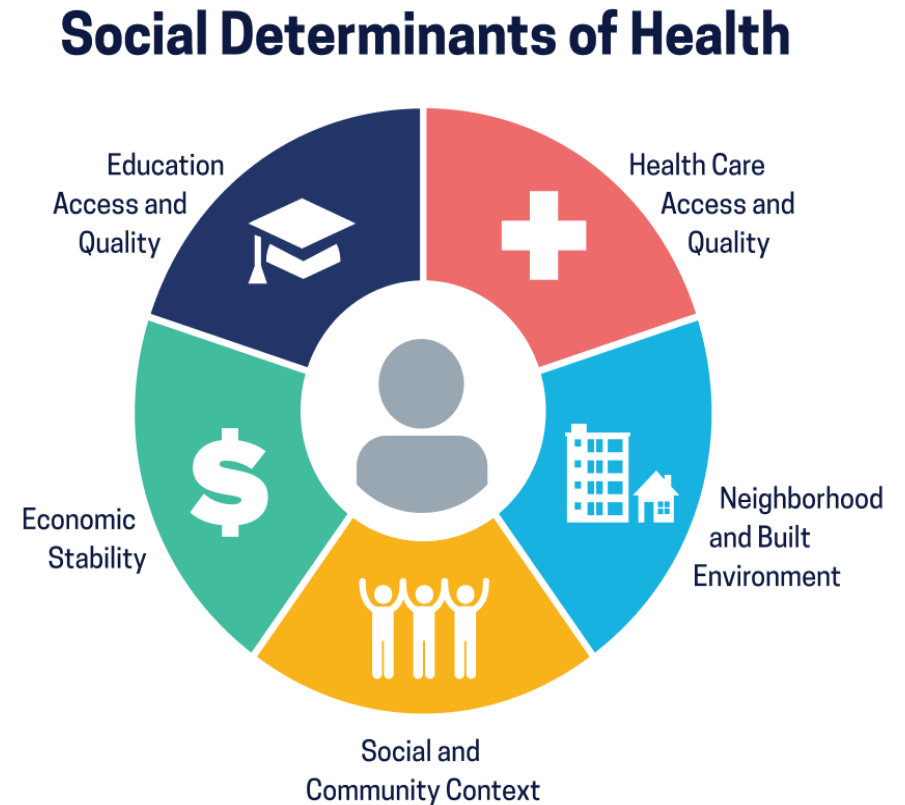 Social Determinants of Health
Education
Access and
Quality
Health Care
Access and
Quality
Economic
Stability
Neighborhood
and Built
Environment
Social and
Community Context